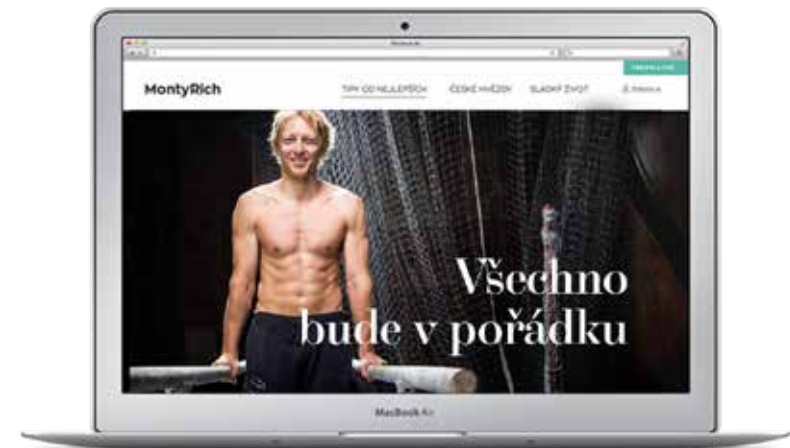 MontyRich
TIPY OD NEJLEPŠÍCH ČESKÉ HVĚZDY SLADKÝ ŽIVOT
Všechno
bude v pořádku
MacBook Air